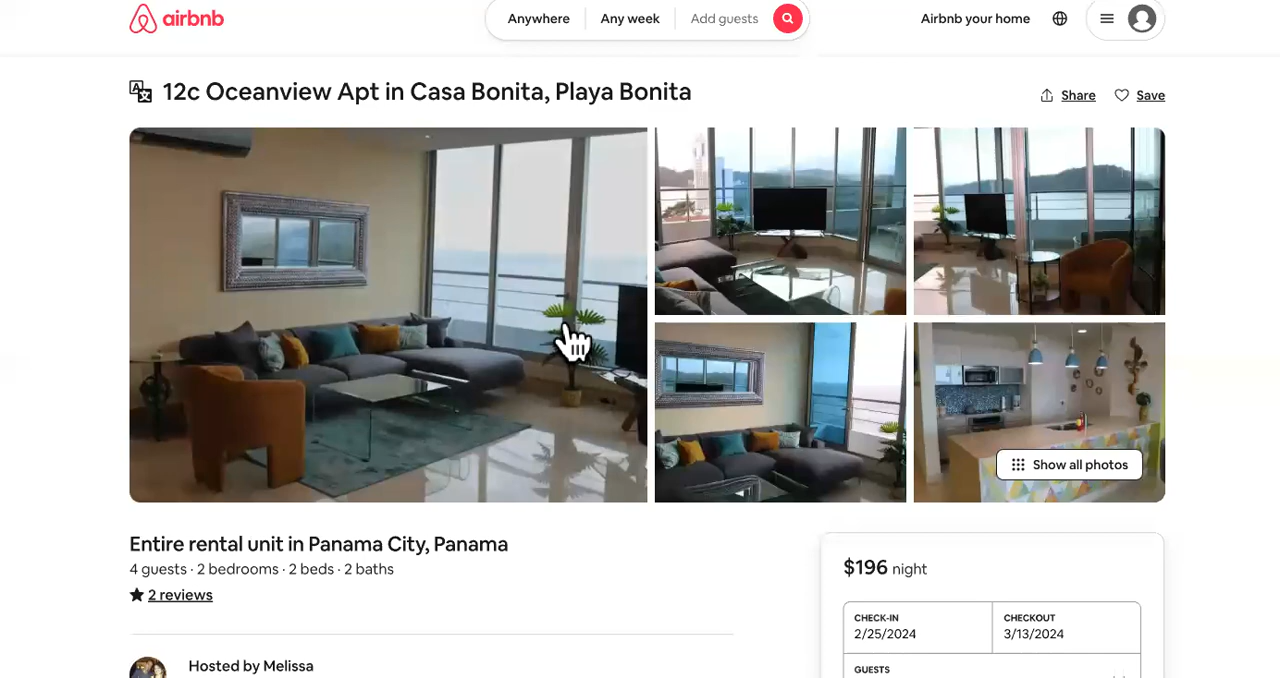 airbnb
Anywhere
Any week
Add guests
Airbnb your home
12c Oceanview Apt in Casa Bonita, Playa Bonita
Share
Save
Show all photos
Entire rental unit in Panama City, Panama
4 guests · 2 bedrooms · 2 beds · 2 baths
2 reviews
$196 night
CHECK-IN
2/25/2024
CHECKOUT
3/13/2024
Hosted by Melissa
GUESTS